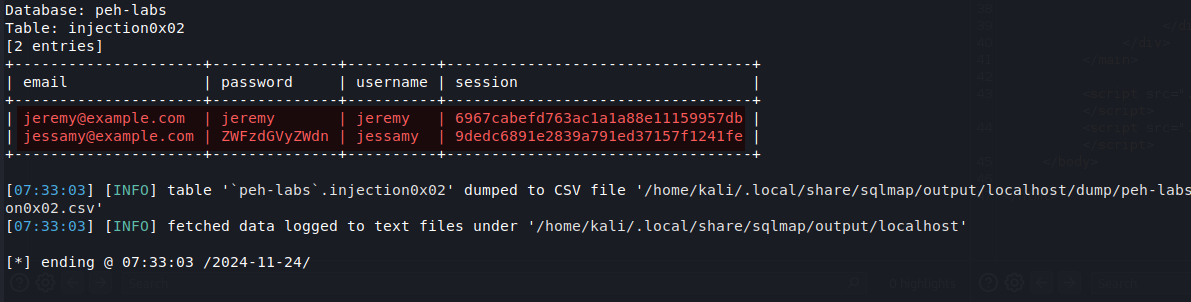 Database: peh-labs
Table: injection0x02
[2 entries]
+---------------------+--------------+----------+----------------------------------+
| email               | password     | username | session                          |
+---------------------+--------------+----------+----------------------------------+
| jeremy@example.com  | jeremy       | jeremy   | 6967cabefd763ac1a1a88e11159957db |
| jessamy@example.com | ZWFzdGVyZWdn | jessamy  | 9dedc6891e2839a791ed37157f1241fe |
+---------------------+--------------+----------+----------------------------------+
[07:33:03] [INFO] table '`peh-labs`.injection0x02' dumped to CSV file '/home/kali/.local/share/sqlmap/output/localhost/dump/peh-labs
on0x02.csv'
[07:33:03] [INFO] fetched data logged to text files under '/home/kali/.local/share/sqlmap/output/localhost'
[*] ending @ 07:33:03 /2024-11-24/